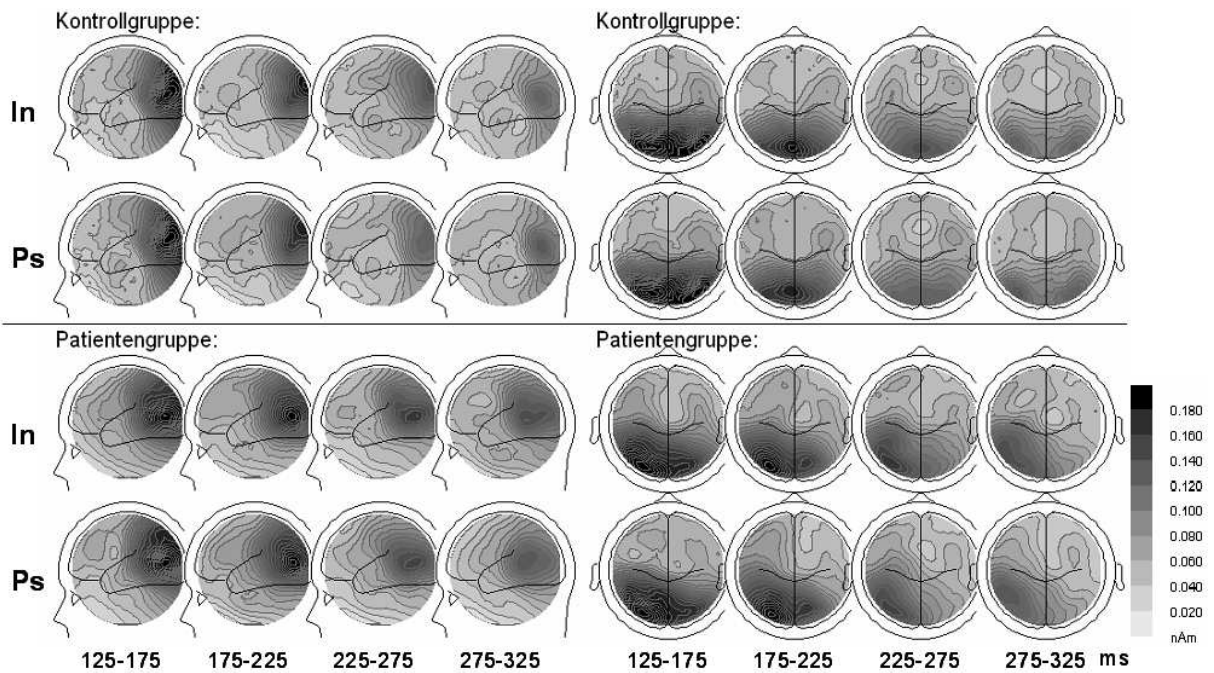 Kontrollgruppe: Kontrollgruppe:
In
Ps
Patientengruppe: Patientengruppe:
In
Ps
0.180
0.160
0.140
0.120
0.100
0.080
0.060
0.040
0.020
nAm
125-175 175-225 225-275 275-325 125-175 175-225 225-275 275-325 ms